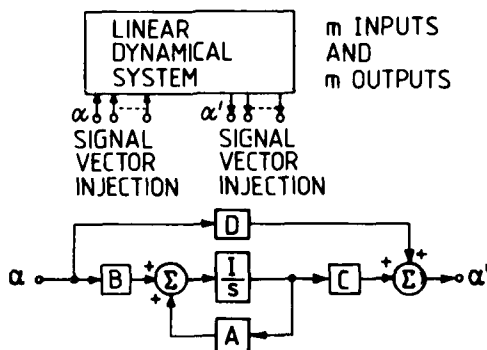 LINEAR
DYNAMICAL
SYSTEM
m INPUTS
AND
m OUTPUTS
α
α'
SIGNAL
VECTOR
INJECTION
SIGNAL
VECTOR
INJECTION
D
+
α
B
+
Σ
+
I/s
C
+
Σ
α'
A